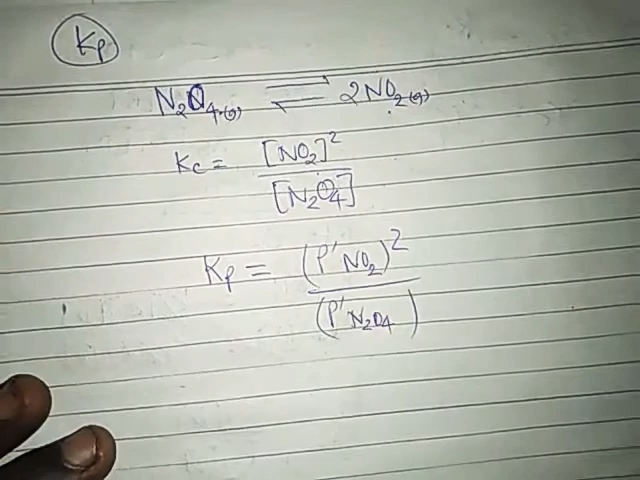 Kp
N₂O₄(g) ⇌ 2NO₂(g)
Kc = [NO₂]² / [N₂O₄]
Kp = (P'NO₂)² / (P'N₂O₄)